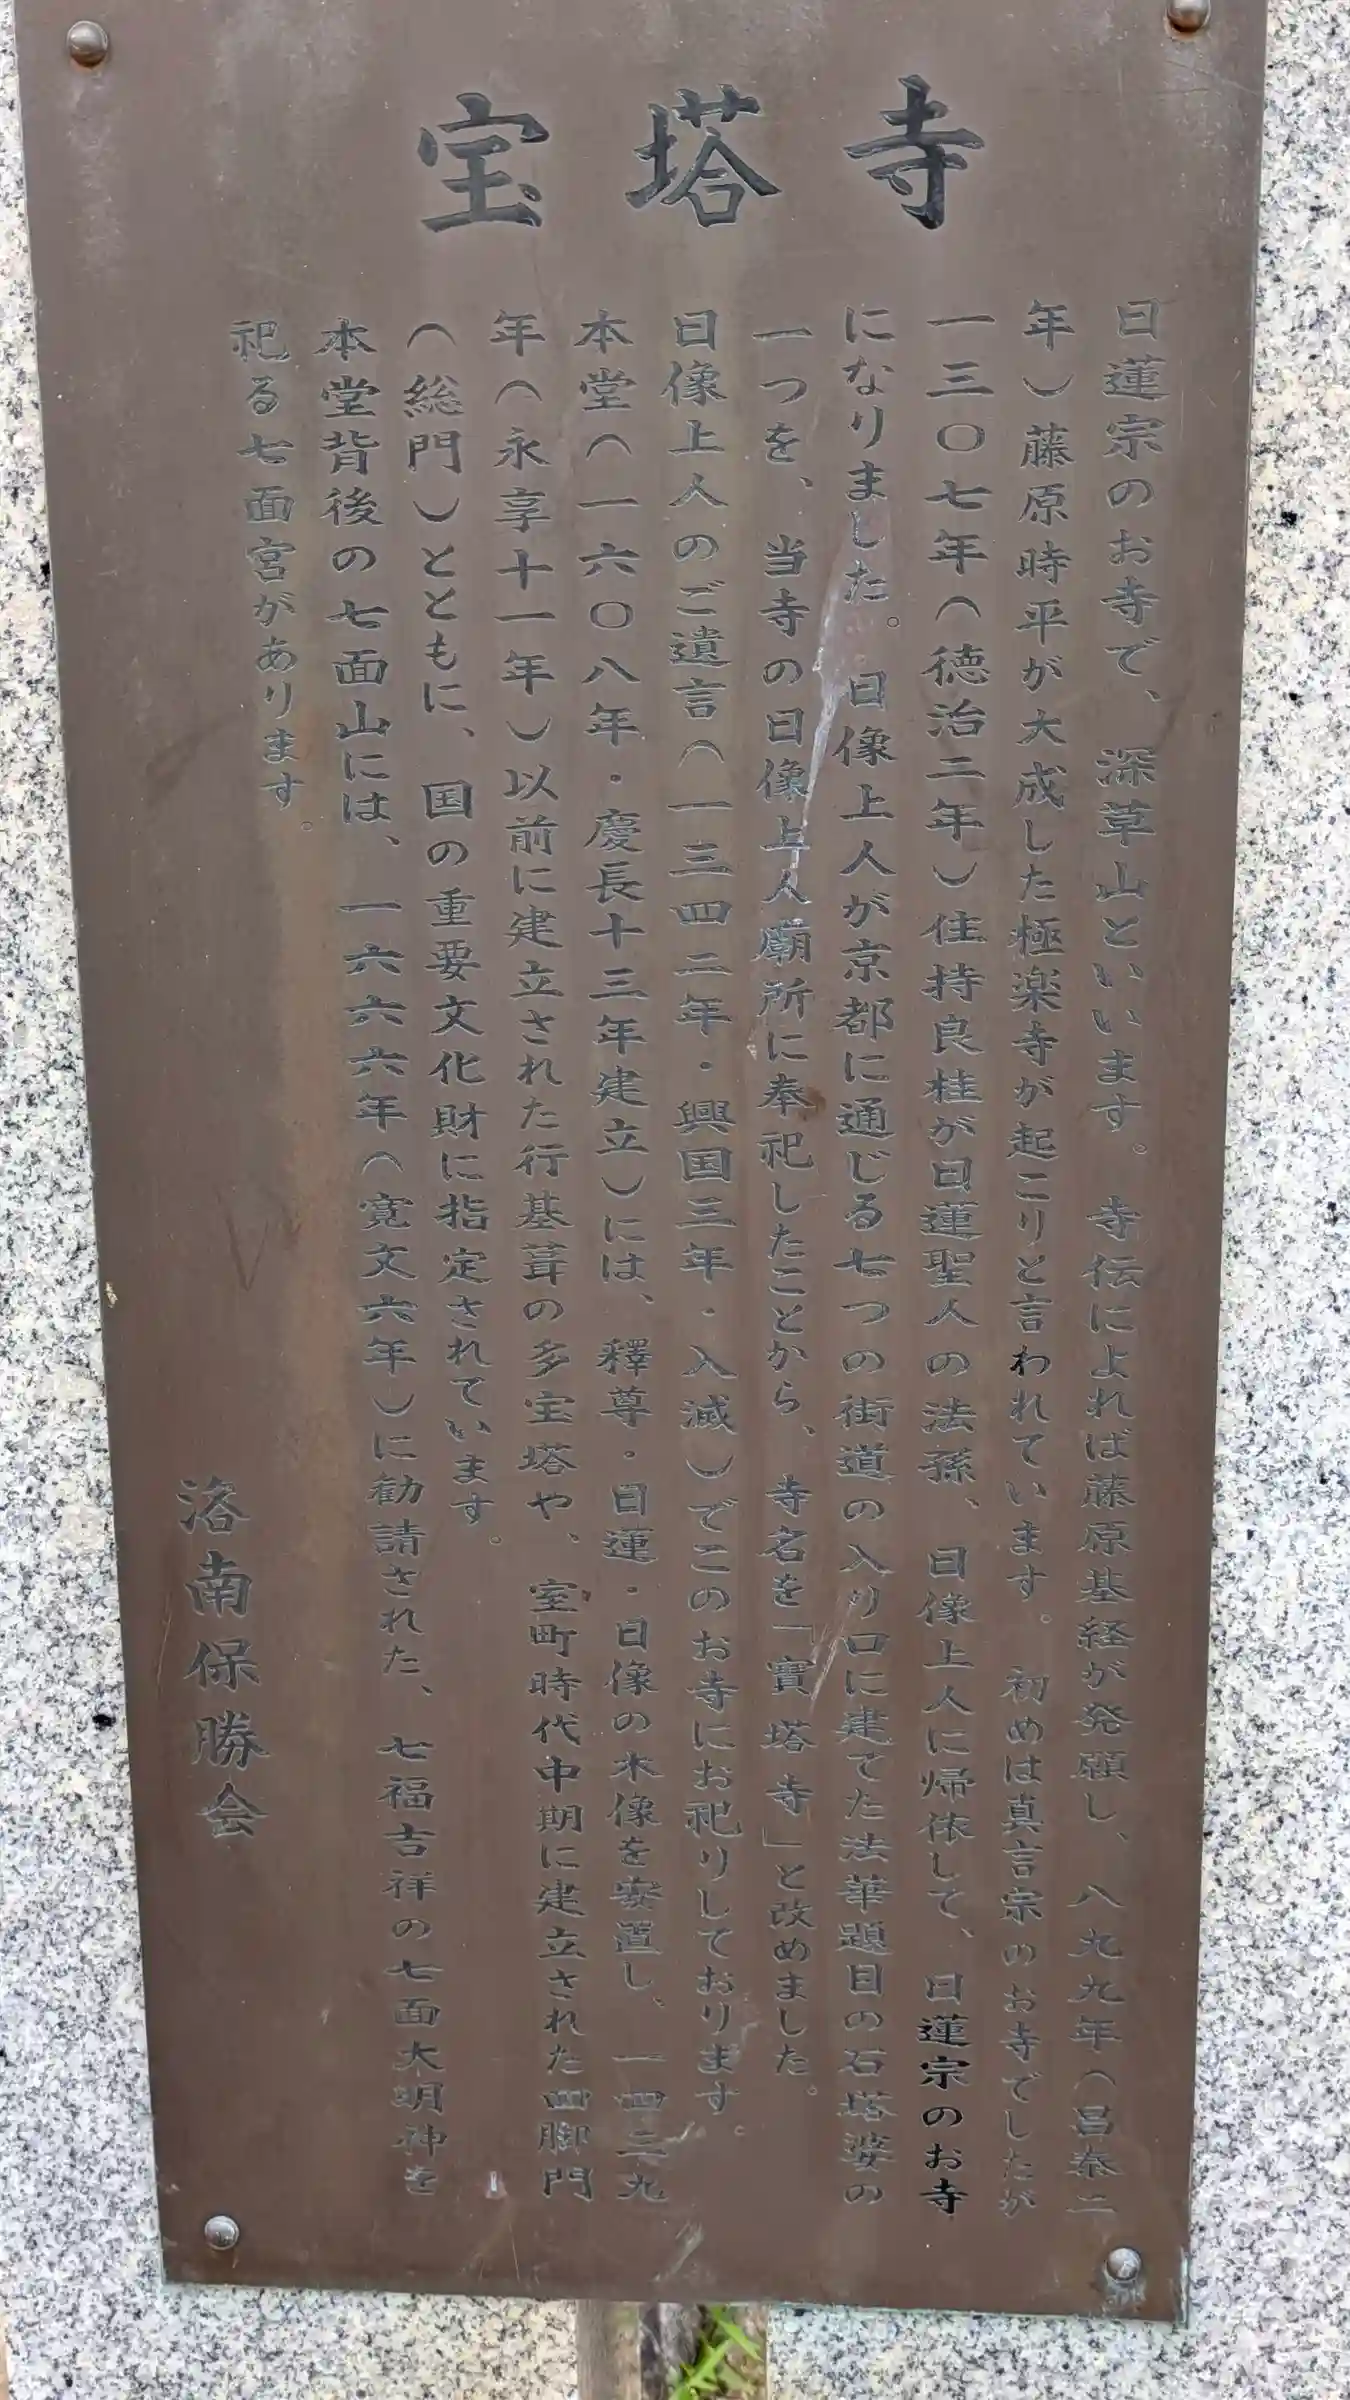 宝塔寺
日蓮宗のお寺で、深草山といいます。寺伝によれば藤原基経が発願し、八九九年（昌泰二
年）藤原時平が大成した極楽寺が起こりと言われています。初めは真言宗のお寺でしたが
一三〇七年（徳治二年）住持良桂が日蓮聖人の法孫、日像上人に帰依して、日蓮宗のお寺
になりました。日像上人が京都に通じる七つの街道の入り口に建てた法華題目の石塔婆の
一つを、当寺の日像上人廟所に奉祀したことから、寺名を「寶塔寺」と改めました。
日像上人のご遺言（一三四二年・興国三年・入滅）でこのお寺にお祀りしております。
本堂（一六〇八年・慶長十三年建立）には、釋尊・日蓮・日像の木像を安置し、一四三九
年（永享十一年）以前に建立された行基葺の多宝塔や、室町時代中期に建立された四脚門
（総門）とともに、国の重要文化財に指定されています。
本堂背後の七面山には、一六六六年（寛文六年）に勧請された、七福吉祥の七面大明神を
祀る七面宮があります。
洛南保勝会